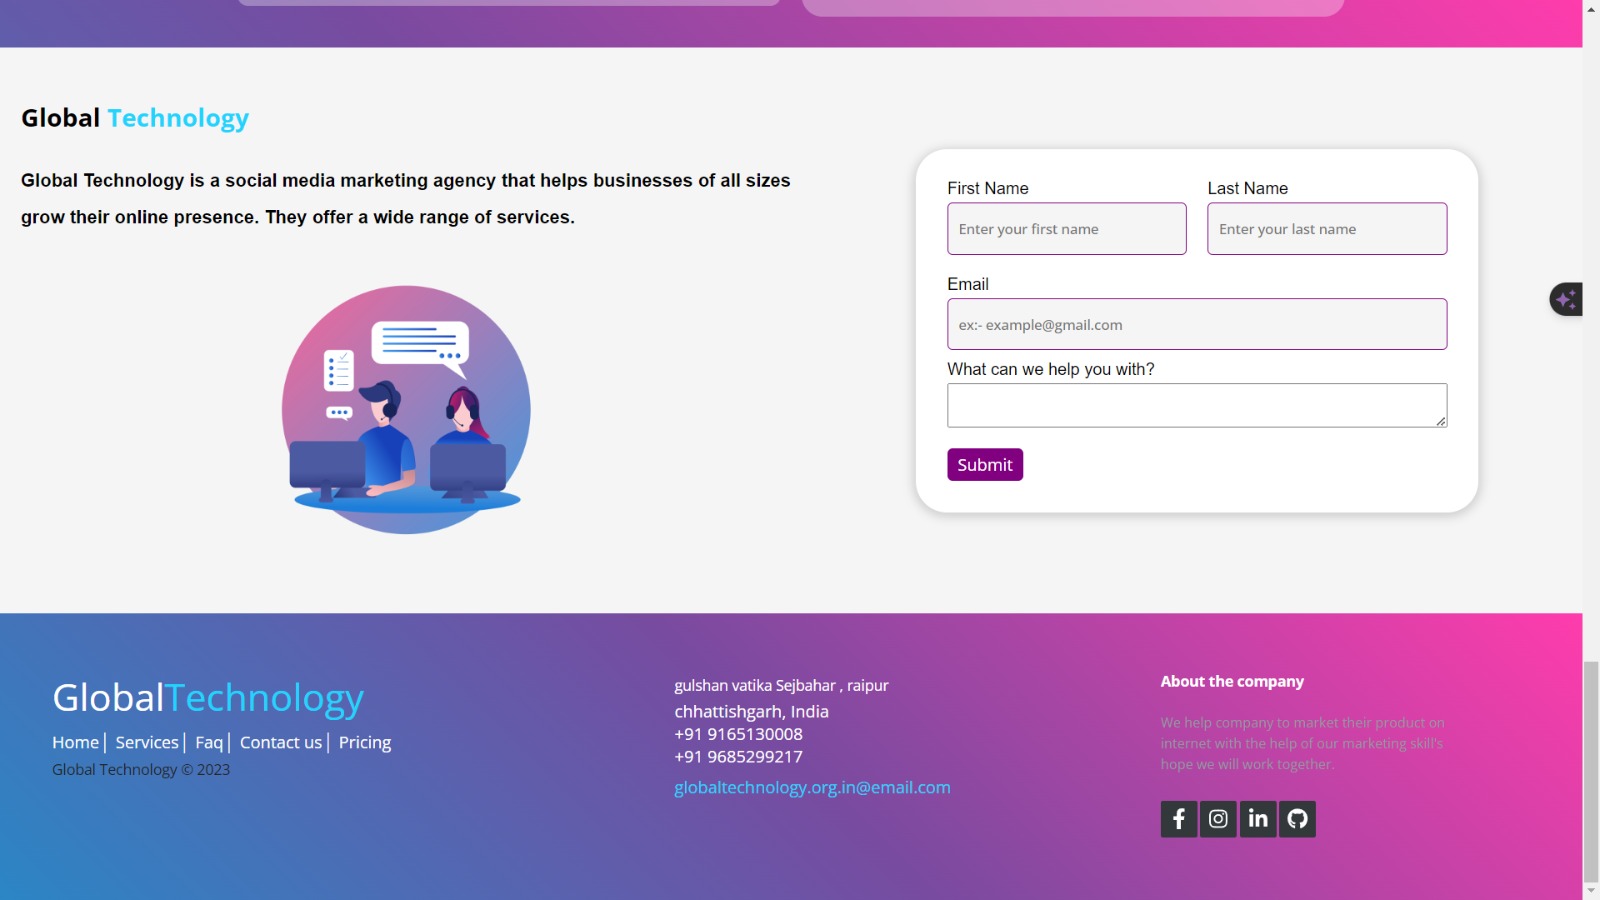 Global Technology
Global Technology is a social media marketing agency that helps businesses of all sizes
grow their online presence. They offer a wide range of services.
First Name
Last Name
Enter your first name
Enter your last name
Email
ex:- example@gmail.com
What can we help you with?
Submit
GlobalTechnology
Home| Services| Faq| Contact us| Pricing
Global Technology © 2023
gulshan vatika Sejbahar , raipur
chhattishgarh, India
+91 9165130008
+91 9685299217
globaltechnology.org.in@email.com
About the company
We help company to market their product on
internet with the help of our marketing skill's
hope we will work together.